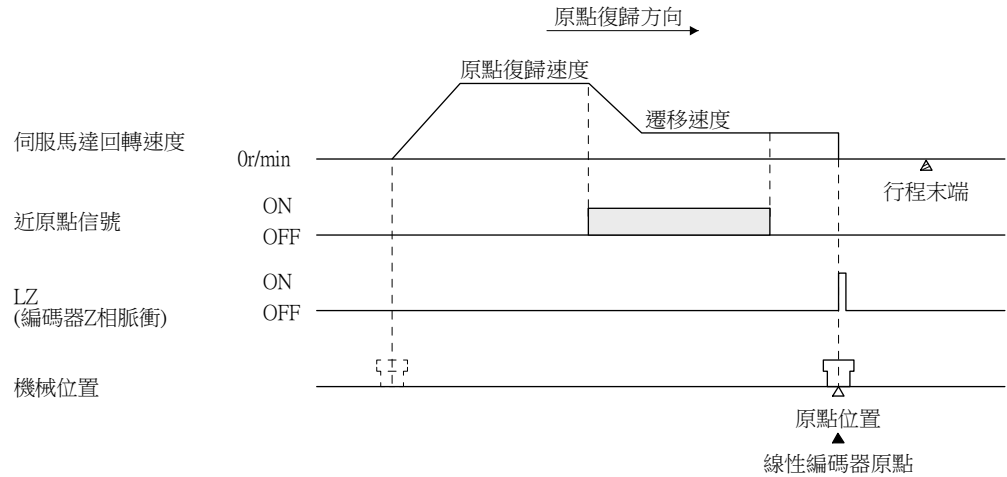 原點復歸方向
原點復歸速度
遷移速度
伺服馬達回轉速度
0r/min
行程末端
近原點信號
ON
OFF
LZ
(編碼器Z相脈衝)
ON
OFF
機械位置
原點位置
線性編碼器原點